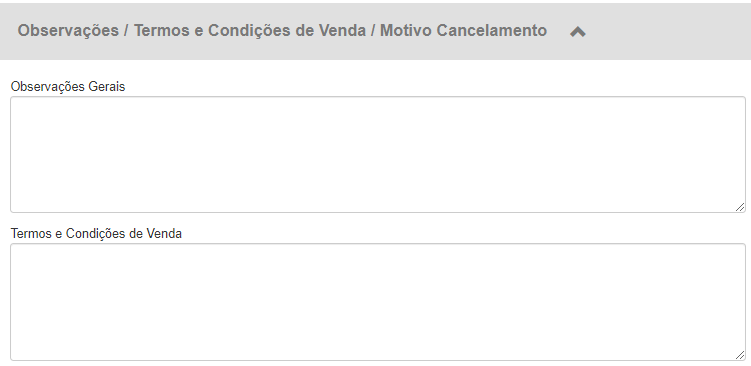 Observações / Termos e Condições de Venda / Motivo Cancelamento
Observações Gerais
Termos e Condições de Venda